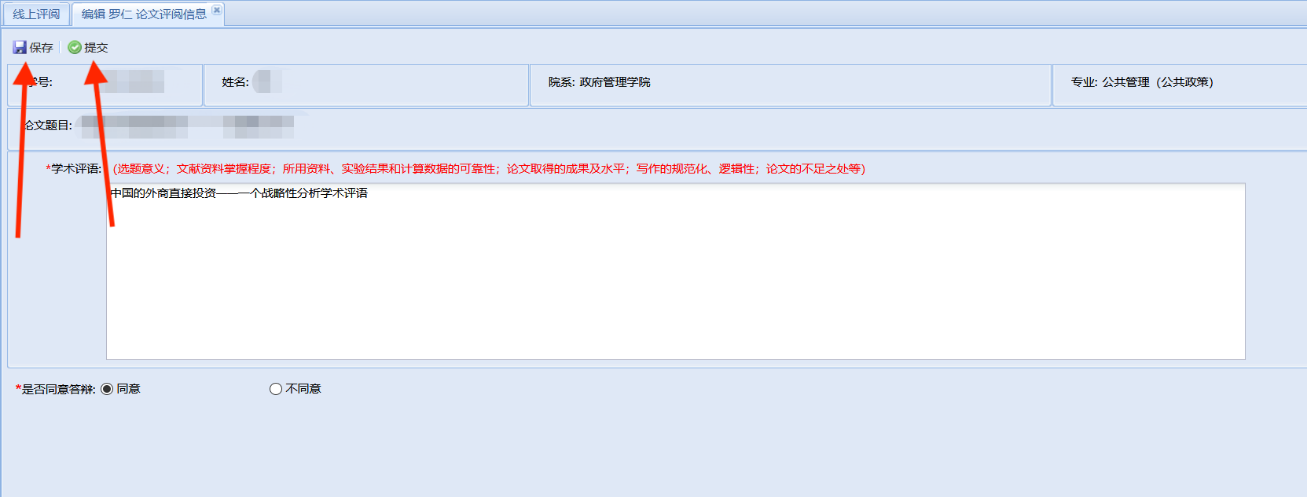 线上评阅 编辑 罗仁 论文评阅信息
保存 提交
学号: 姓名: 院系: 政府管理学院 专业: 公共管理（公共政策）
论文题目:
*学术评语: （选题意义；文献资料掌握程度；所用资料、实验结果和计算数据的可靠性；论文取得的成果及水平；写作的规范化、逻辑性；论文的不足之处等）
中国的外商直接投资——一个战略性分析学术评语
*是否同意答辩: 同意 不同意